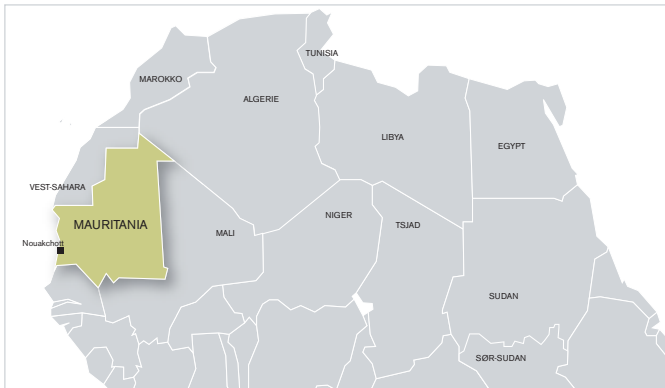 TUNISIA
MAROKKO
ALGERIE
LIBYA
EGYPT
VEST-SAHARA
MAURITANIA
NIGER
TSJAD
MALI
Nouakchott
SUDAN
SØR-SUDAN